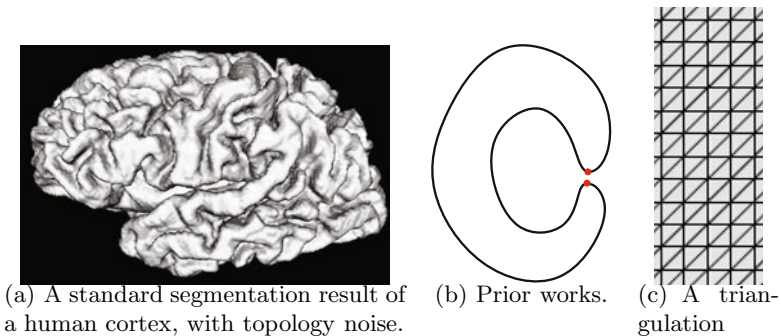 (a) A standard segmentation result of
a human cortex, with topology noise.
(b) Prior works.
(c) A trian-
gulation